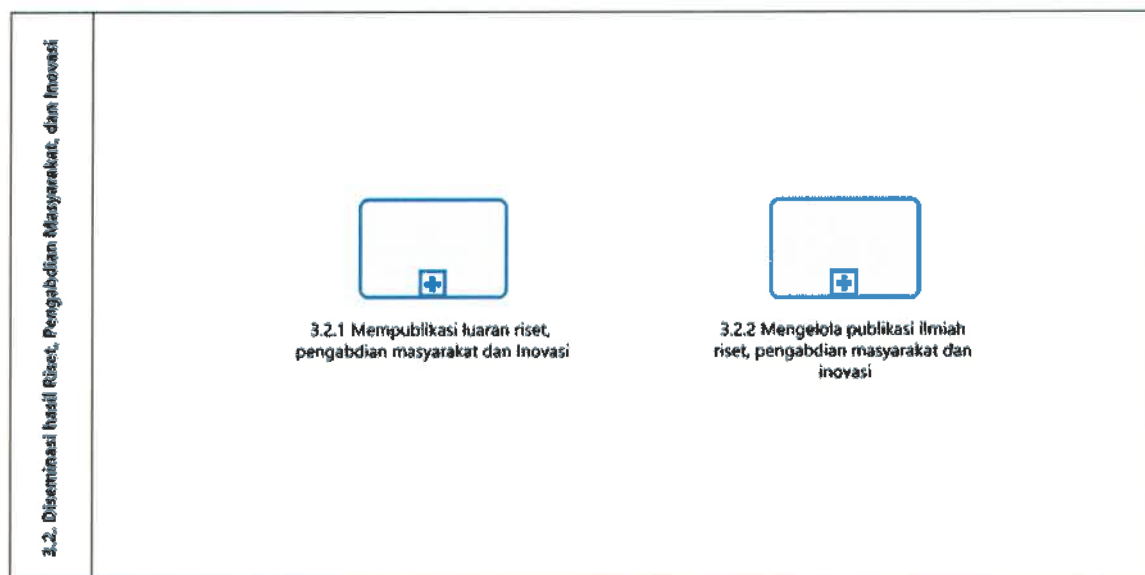 3.2. Diseminasi hasil Riset, Pengabdian Masyarakat, dan Inovasi
3.2.1 Mempublikasi luaran riset,
pengabdian masyarakat dan Inovasi
3.2.2 Mengelola publikasi ilmiah
riset, pengabdian masyarakat dan
inovasi